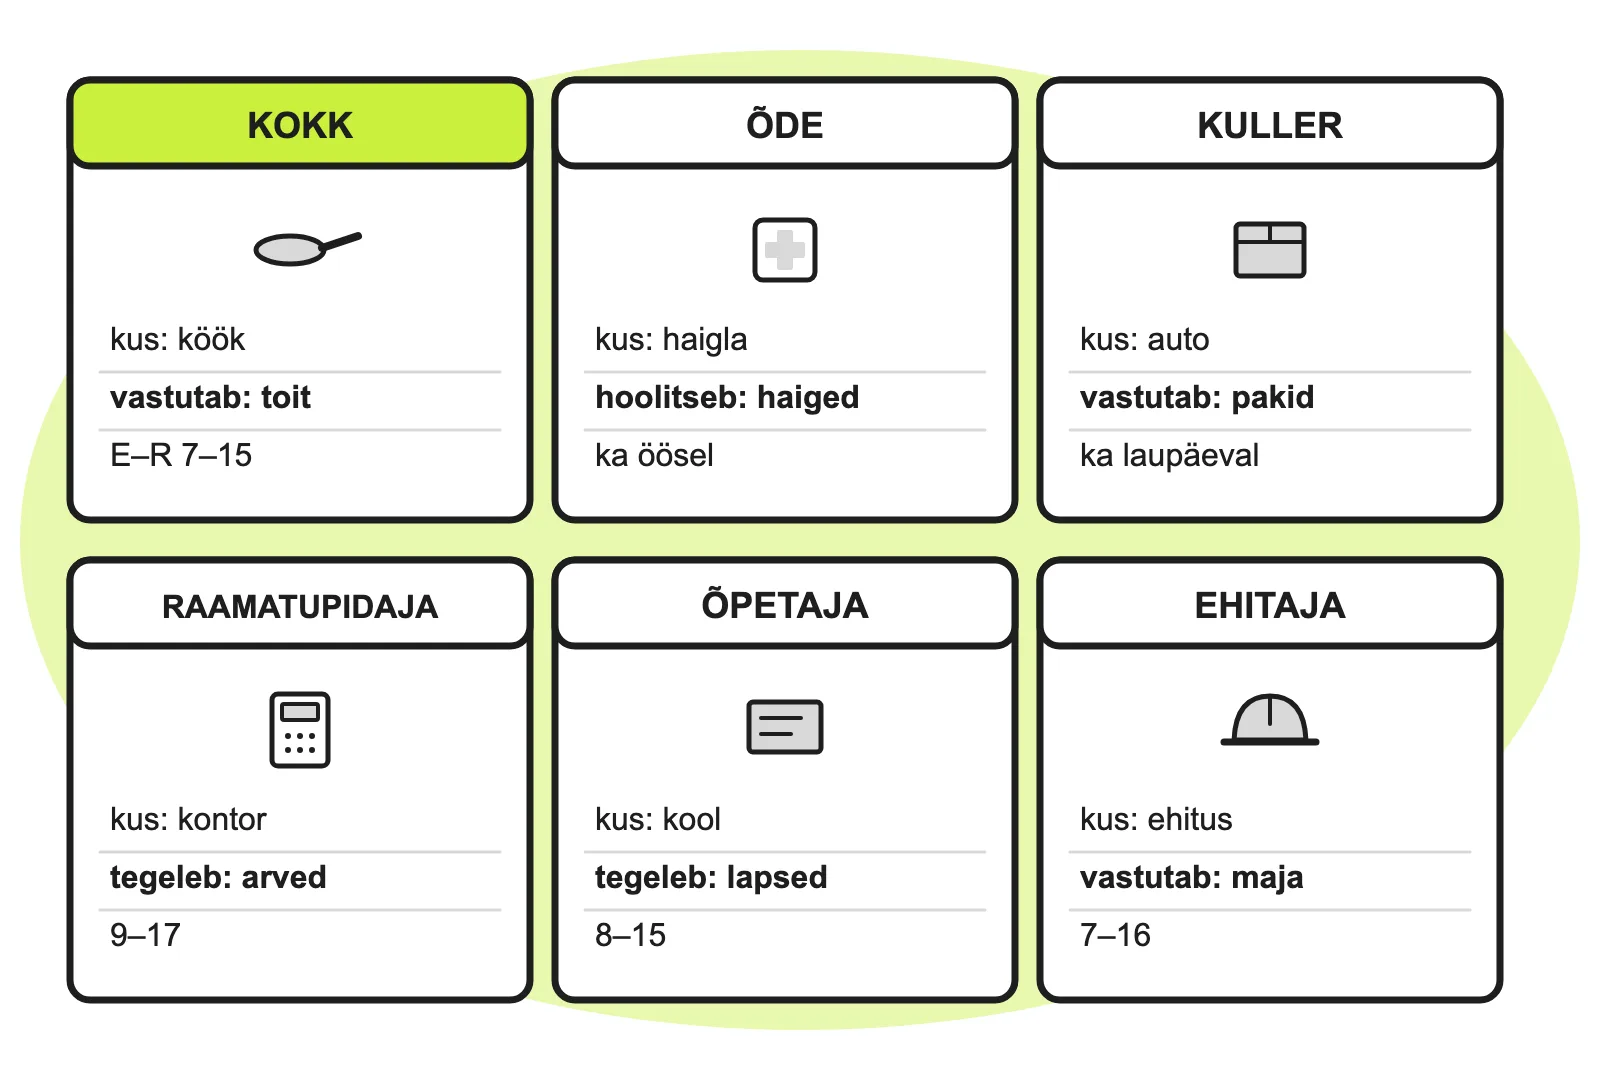 KOKK
kus: köök
vastutab: toit
E–R 7–15
ÕDE
kus: haigla
hoolitseb: haiged
ka öösel
KULLER
kus: auto
vastutab: pakid
ka laupäeval
RAAMATUPIDAJA
kus: kontor
tegeleb: arved
9–17
ÕPETAJA
kus: kool
tegeleb: lapsed
8–15
EHITAJA
kus: ehitus
vastutab: maja
7–16